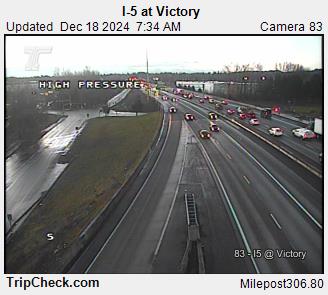 I-5 at Victory
Updated Dec 18 2024 7:34 AM Camera 83
HIGH PRESSURE
S
83 - I5 @ Victory
TripCheck.com Milepost306.80